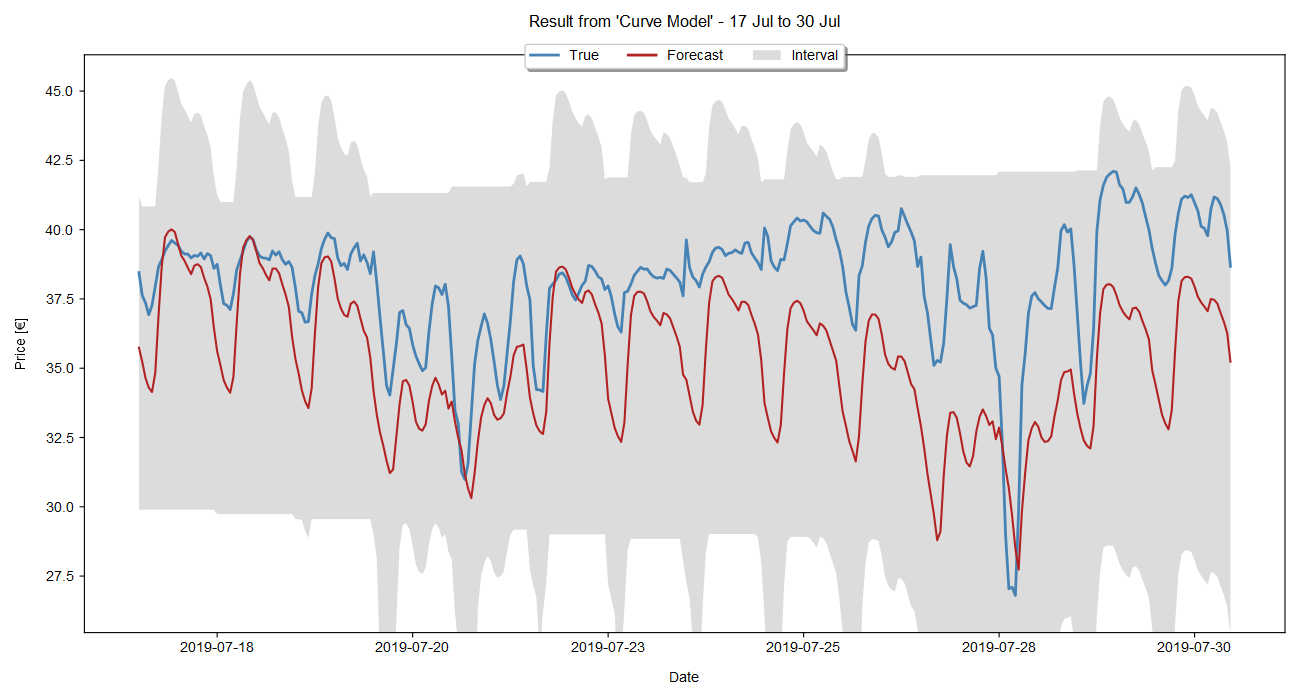 Result from 'Curve Model' - 17 Jul to 30 Jul
True Forecast Interval
45.0
42.5
40.0
37.5
35.0
32.5
30.0
27.5
Price [€]
2019-07-18 2019-07-20 2019-07-23 2019-07-25 2019-07-28 2019-07-30
Date